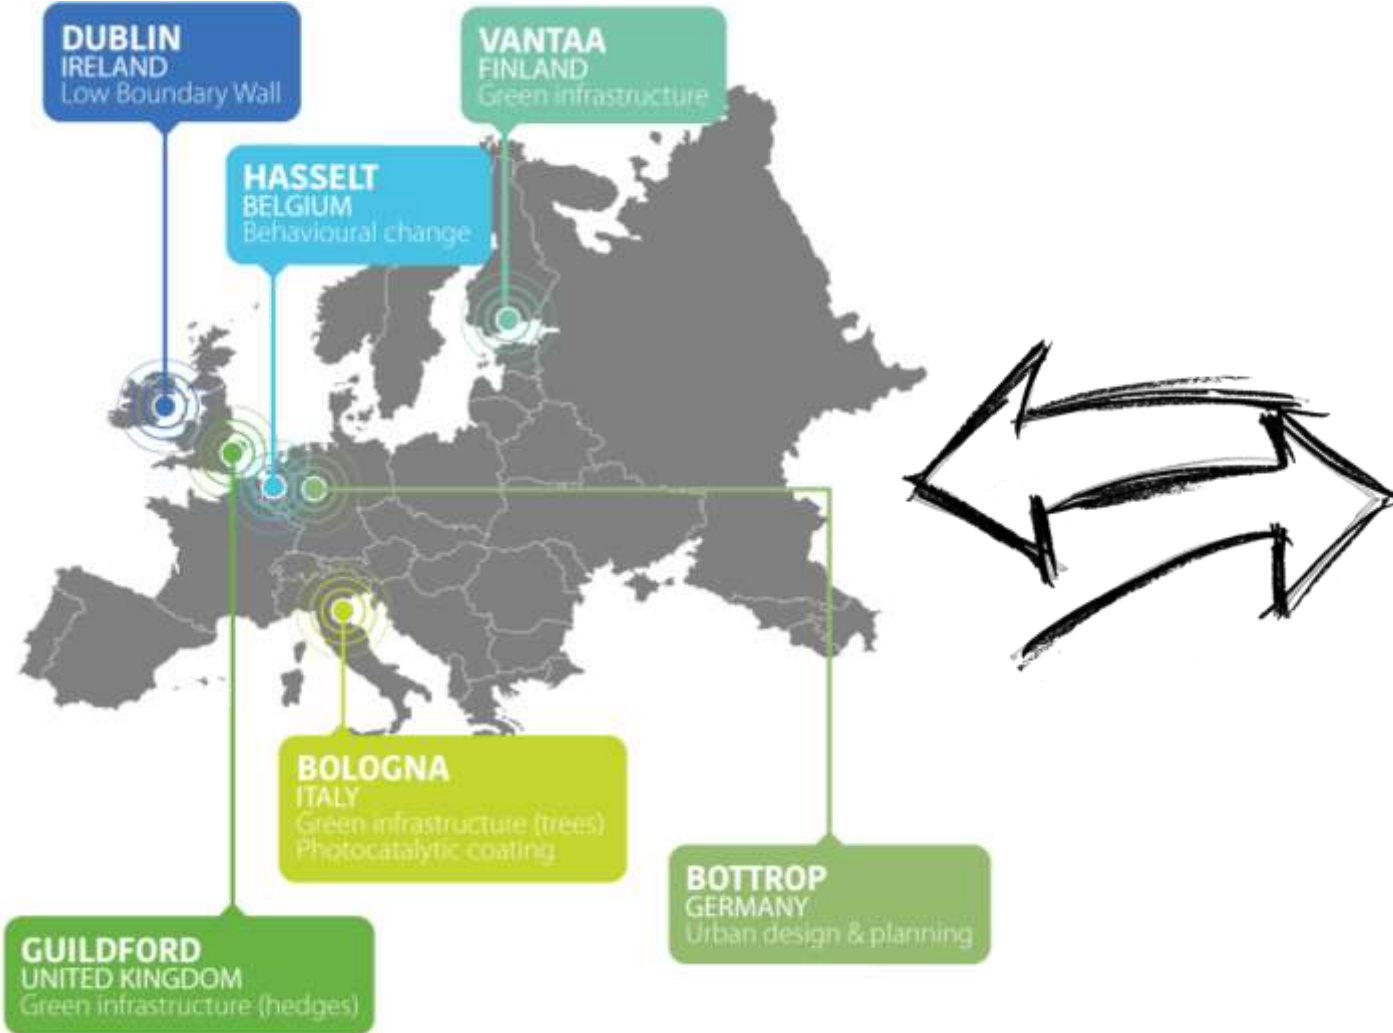 DUBLIN
IRELAND
Low Boundary Wall
VANTAA
FINLAND
Green infrastructure
HASSELT
BELGIUM
Behavioural change
BOLOGNA
ITALY
Green infrastructure (trees)
Photocatalytic coating
BOTTROP
GERMANY
Urban design & planning
GUILDFORD
UNITED KINGDOM
Green infrastructure (hedges)